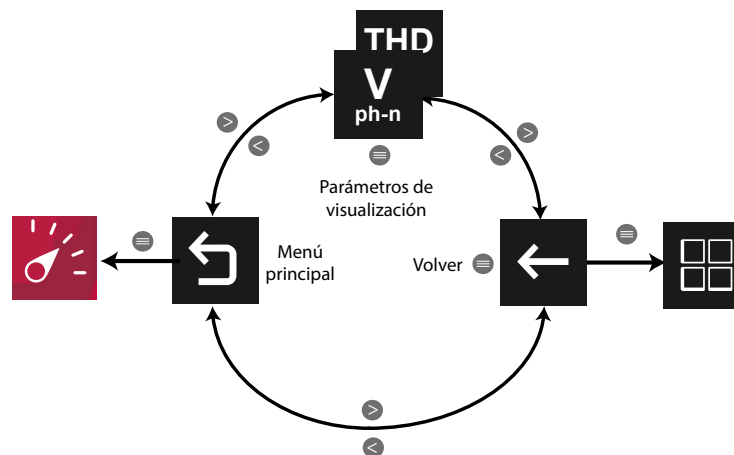 THD
V
ph-n
>
<
>
<
Parámetros de
visualización
Menú
principal
Volver
>
<